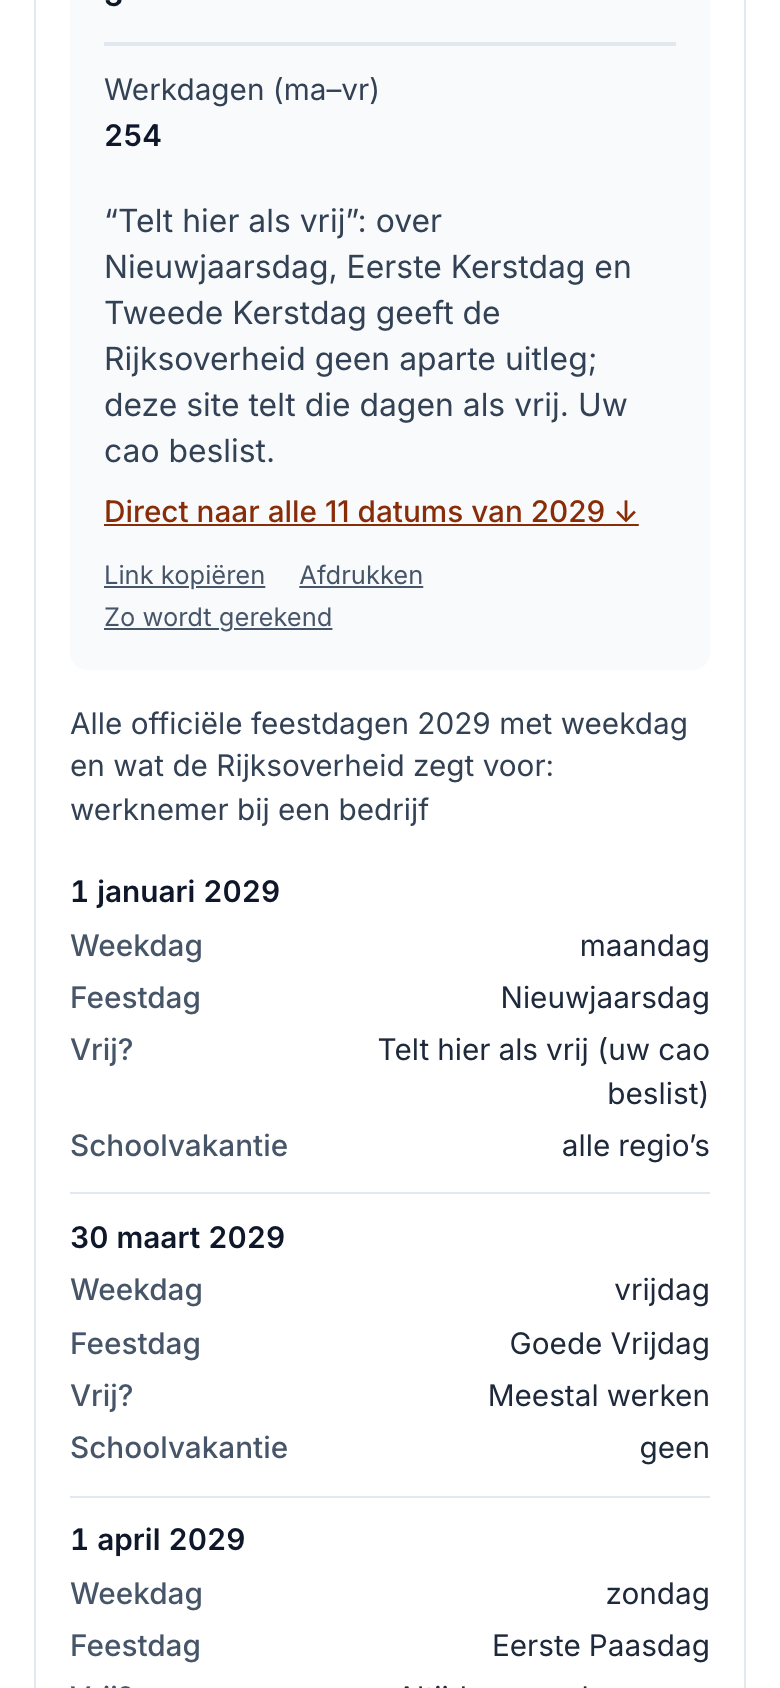 Werkdagen (ma–vr)
254
“Telt hier als vrij”: over
Nieuwjaarsdag, Eerste Kerstdag en
Tweede Kerstdag geeft de
Rijksoverheid geen aparte uitleg;
deze site telt die dagen als vrij. Uw
cao beslist.
Direct naar alle 11 datums van 2029 ↓
Link kopiëren Afdrukken
Zo wordt gerekend
Alle officiële feestdagen 2029 met weekdag
en wat de Rijksoverheid zegt voor:
werknemer bij een bedrijf
1 januari 2029
Weekdag maandag
Feestdag Nieuwjaarsdag
Vrij? Telt hier als vrij (uw cao
beslist)
Schoolvakantie alle regio’s
30 maart 2029
Weekdag vrijdag
Feestdag Goede Vrijdag
Vrij? Meestal werken
Schoolvakantie geen
1 april 2029
Weekdag zondag
Feestdag Eerste Paasdag